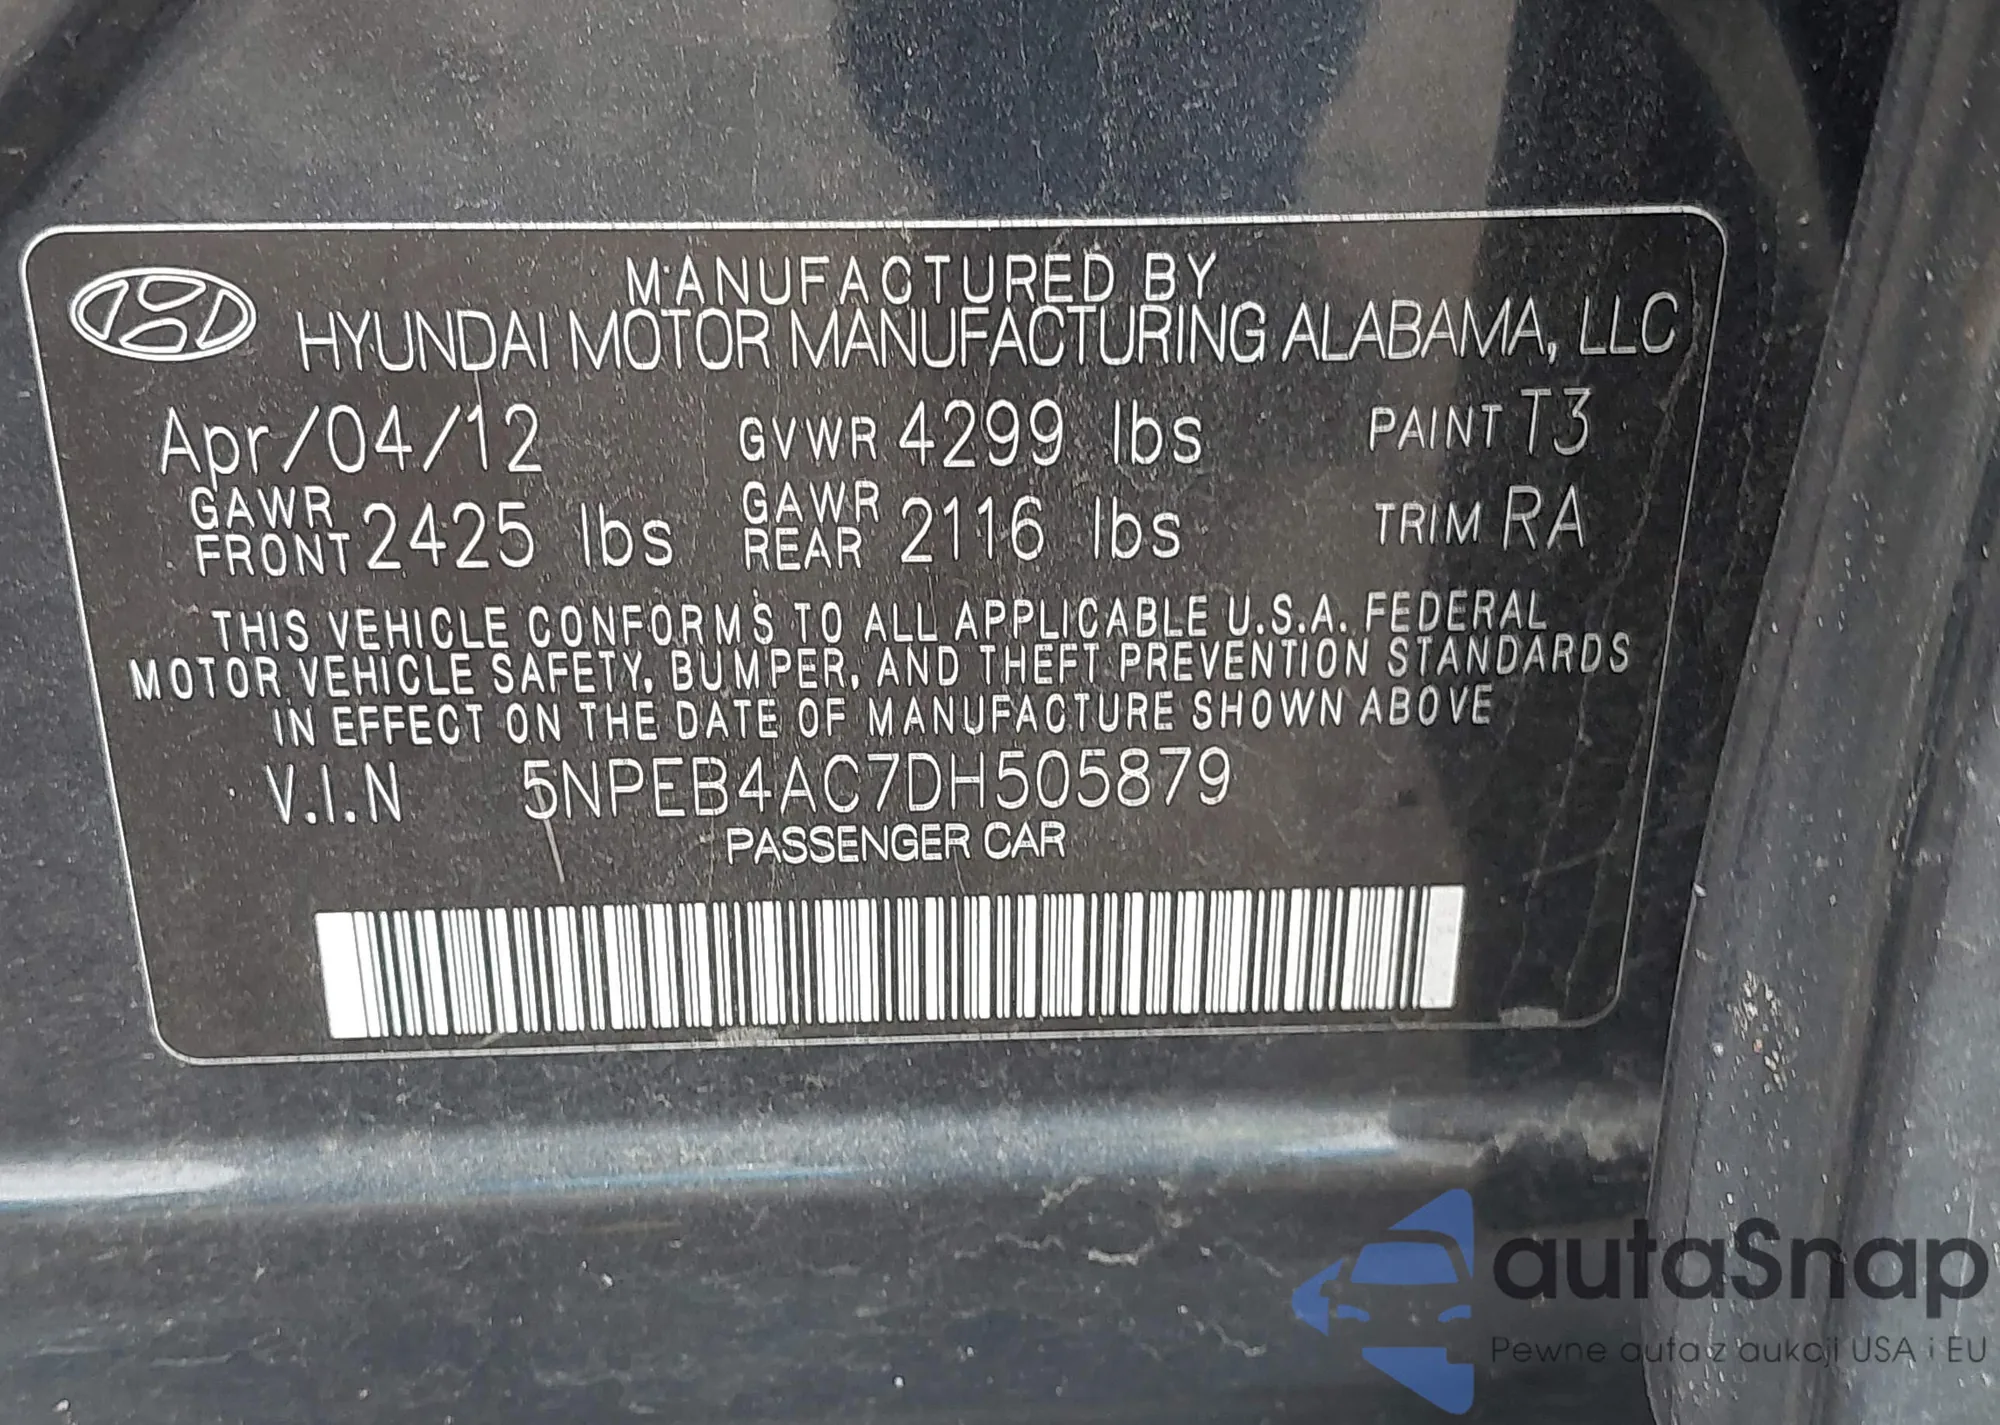 MANUFACTURED BY
HYUNDAI MOTOR MANUFACTURING ALABAMA, LLC
Apr/04/12 GVWR 4299 lbs PAINT T3
GAWR FRONT 2425 lbs GAWR REAR 2116 lbs TRIM RA
THIS VEHICLE CONFORMS TO ALL APPLICABLE U.S.A. FEDERAL
MOTOR VEHICLE SAFETY, BUMPER, AND THEFT PREVENTION STANDARDS
IN EFFECT ON THE DATE OF MANUFACTURE SHOWN ABOVE
V.I.N 5NPEB4AC7DH505879
PASSENGER CAR
autaSnap
Pewne auta z aukcji USA i EU